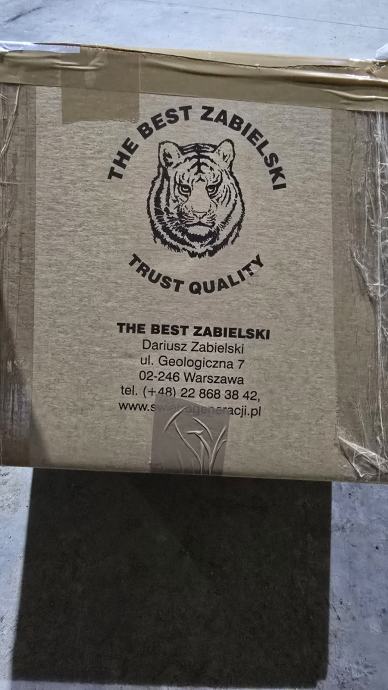 THE BEST ZABIELSKI
TRUST QUALITY
THE BEST ZABIELSKI
Dariusz Zabielski
ul. Geologiczna 7
02-246 Warszawa
tel. (+48) 22 868 38 42,